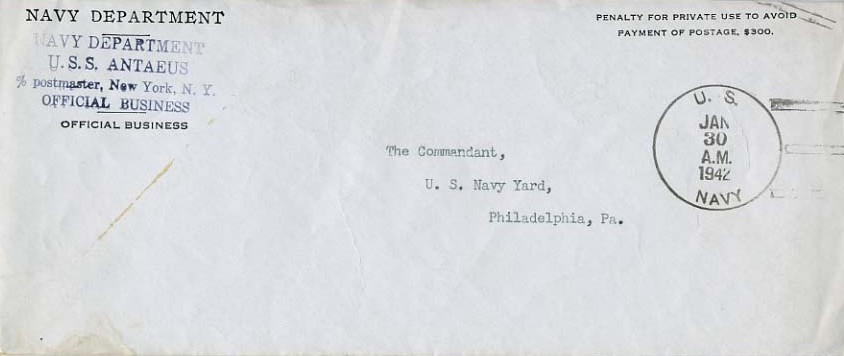 NAVY DEPARTMENT
NAVY DEPARTMENT
U.S.S. ANTAEUS
% postmaster, New York, N. Y.
OFFICIAL BUSINESS
OFFICIAL BUSINESS
PENALTY FOR PRIVATE USE TO AVOID
PAYMENT OF POSTAGE, $300.
U. S.
JAN
30
A.M.
1942
NAVY
The Commandant,
U. S. Navy Yard,
Philadelphia, Pa.